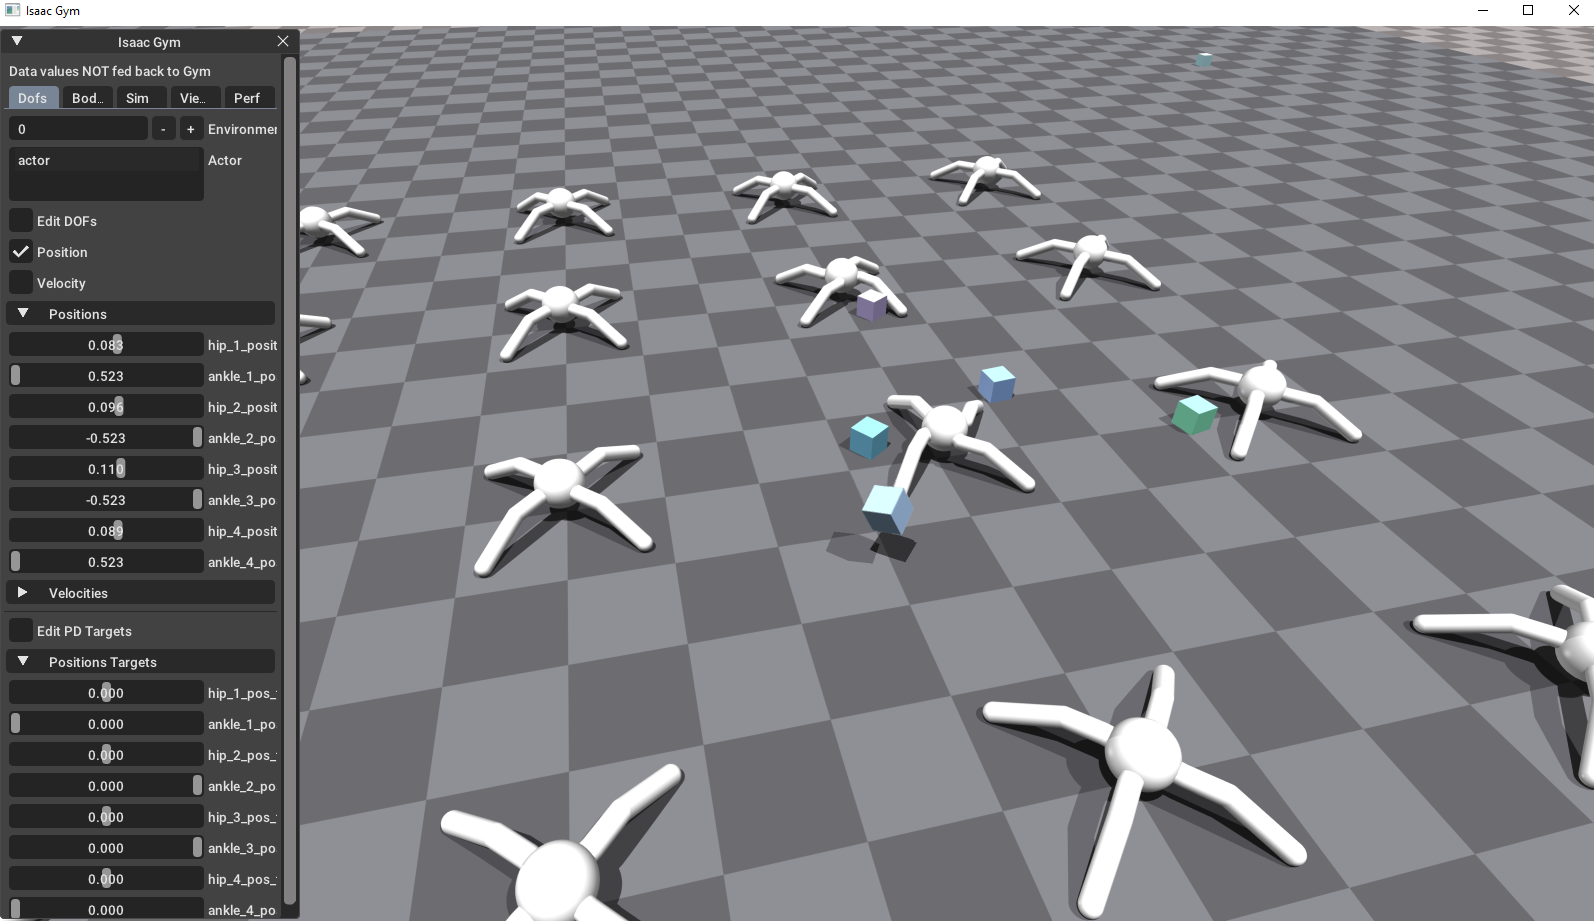 Isaac Gym
Isaac Gym
Data values NOT fed back to Gym
Dofs Bod... Sim Vie... Perf
0 - + Environmer
actor Actor
Edit DOFs
Position
Velocity
Positions
0.083 hip_1_posit
0.523 ankle_1_po
0.096 hip_2_posit
-0.523 ankle_2_po
0.110 hip_3_posit
-0.523 ankle_3_po
0.089 hip_4_posit
0.523 ankle_4_po
Velocities
Edit PD Targets
Positions Targets
0.000 hip_1_pos_
0.000 ankle_1_po
0.000 hip_2_pos_
0.000 ankle_2_po
0.000 hip_3_pos_
0.000 ankle_3_po
0.000 hip_4_pos_
0.000 ankle_4_po